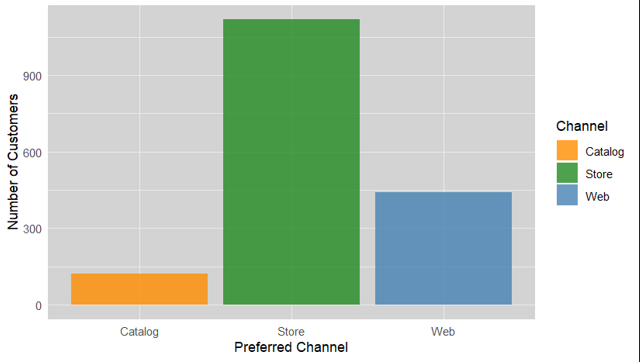 Number of Customers
900
600
300
0
Catalog
Store
Web
Preferred Channel
Channel
Catalog
Store
Web